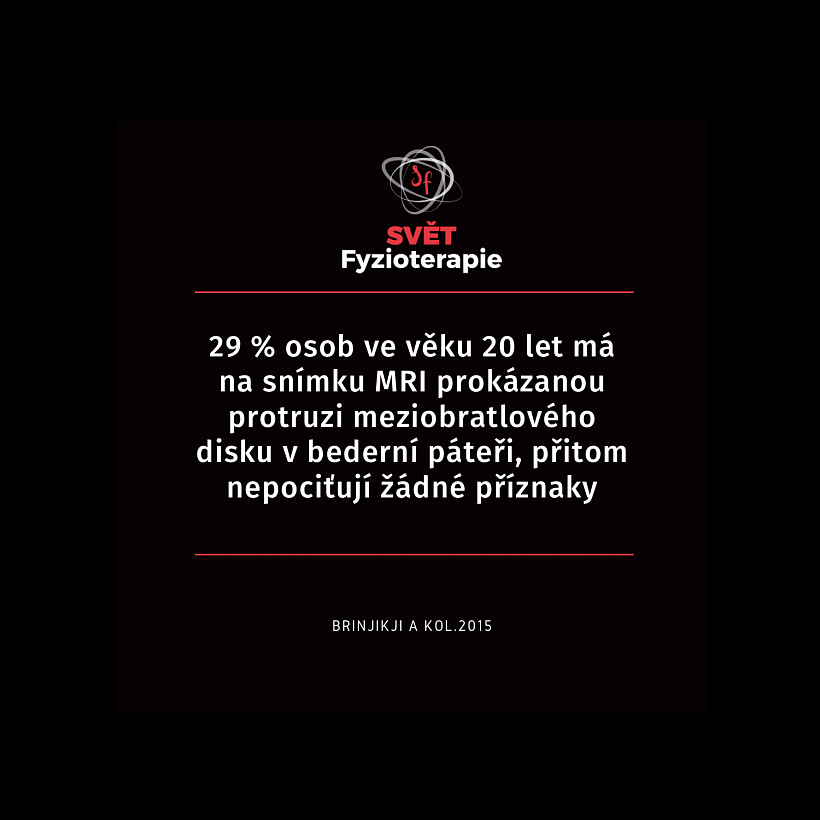 sf
SVĚT
Fyzioterapie
29 % osob ve věku 20 let má
na snímku MRI prokázanou
protruzi meziobratlového
disku v bederní páteři, přitom
nepociťují žádné příznaky
BRINJIKJI A KOL.2015